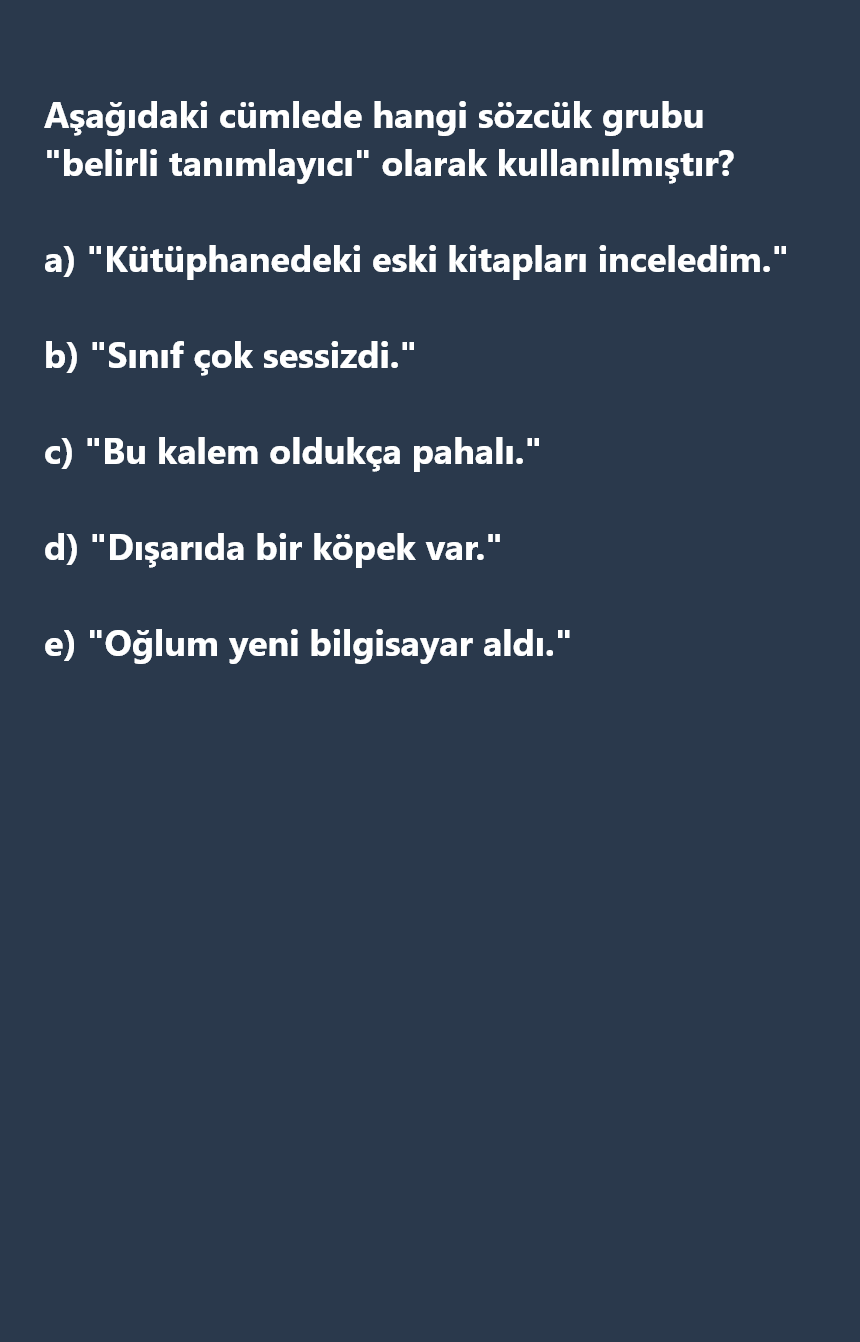 Aşağıdaki cümlede hangi sözcük grubu
"belirli tanımlayıcı" olarak kullanılmıştır?
a) "Kütüphanedeki eski kitapları inceledim."
b) "Sınıf çok sessizdi."
c) "Bu kalem oldukça pahalı."
d) "Dışarıda bir köpek var."
e) "Oğlum yeni bilgisayar aldı."